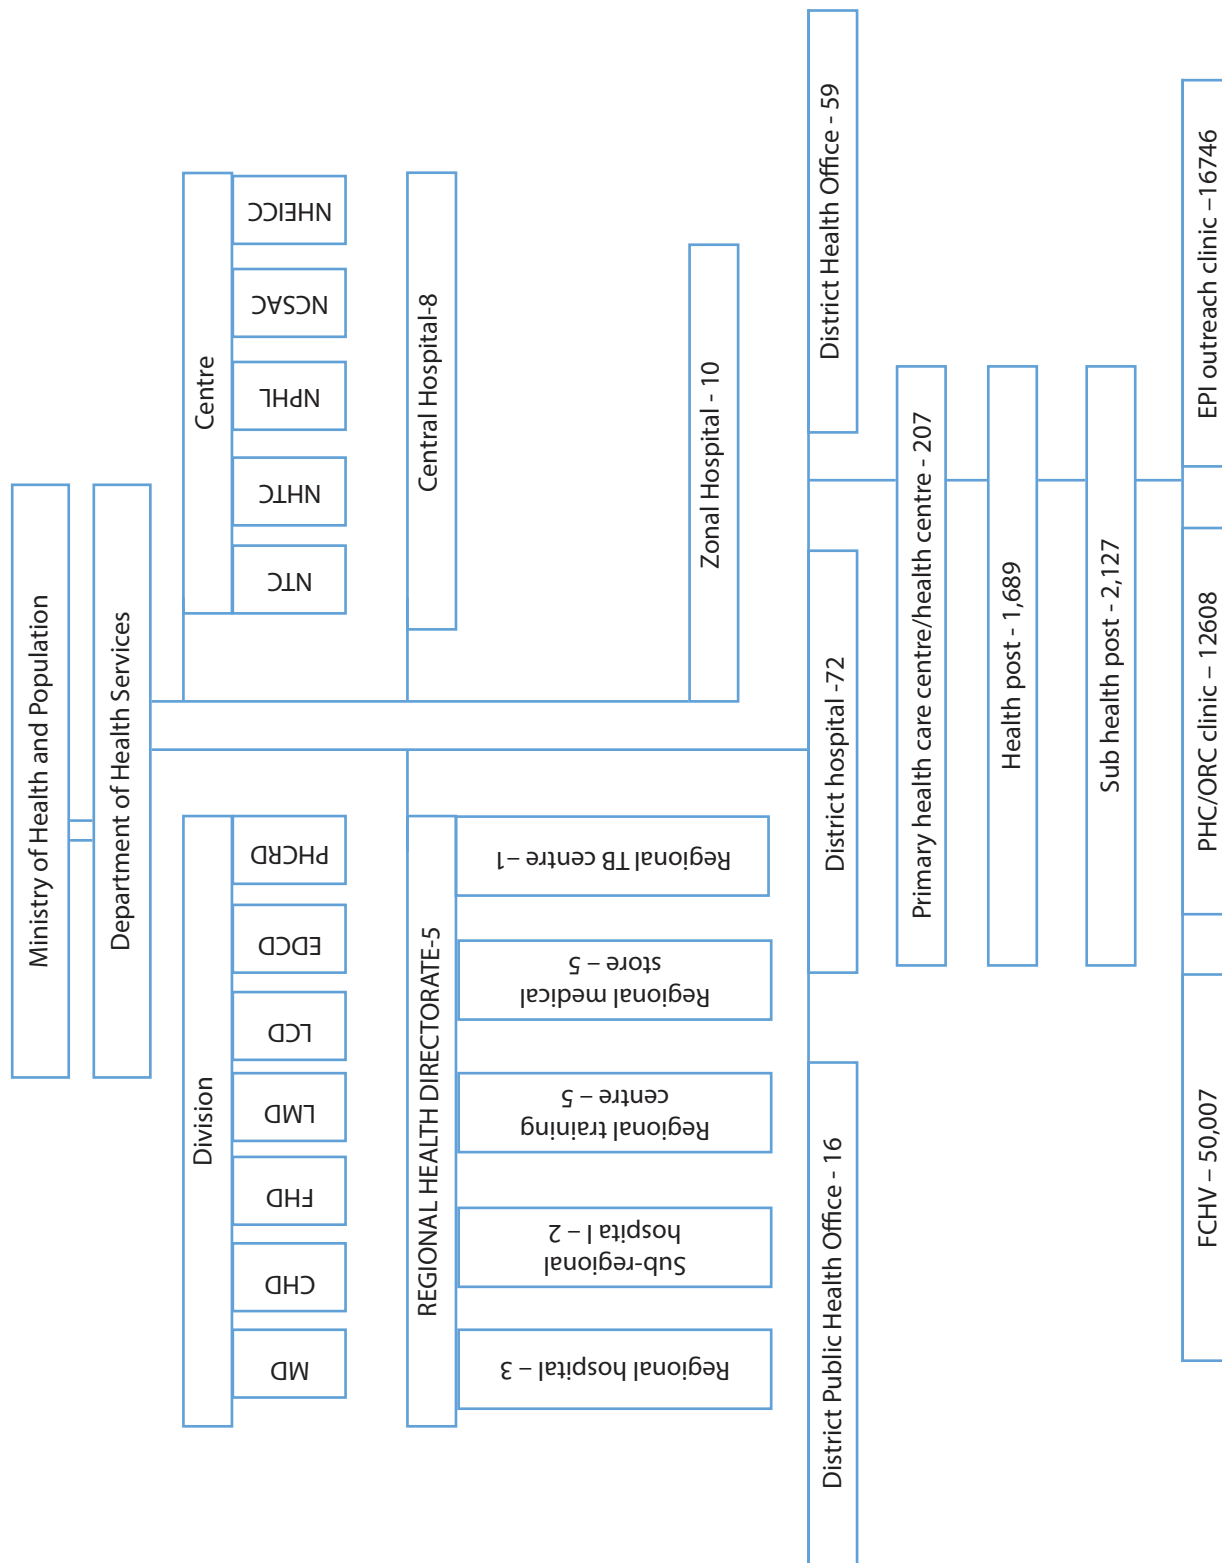 Ministry of Health and Population
Department of Health Services
Division
MD
CHD
FHD
LMD
LCD
EDCD
PHCRD
Centre
NTC
NHTC
NPHL
NCSAC
NHEICC
REGIONAL HEALTH DIRECTORATE-5
Regional hospital – 3
Sub-regional
hospita l – 2
Regional training
centre – 5
Regional medical
store – 5
Regional TB centre –1
Central Hospital-8
Zonal Hospital - 10
District Public Health Office - 16
District hospital -72
District Health Office - 59
Primary health care centre/health centre - 207
Health post - 1,689
Sub health post - 2,127
FCHV – 50,007
PHC/ORC clinic – 12608
EPI outreach clinic –16746